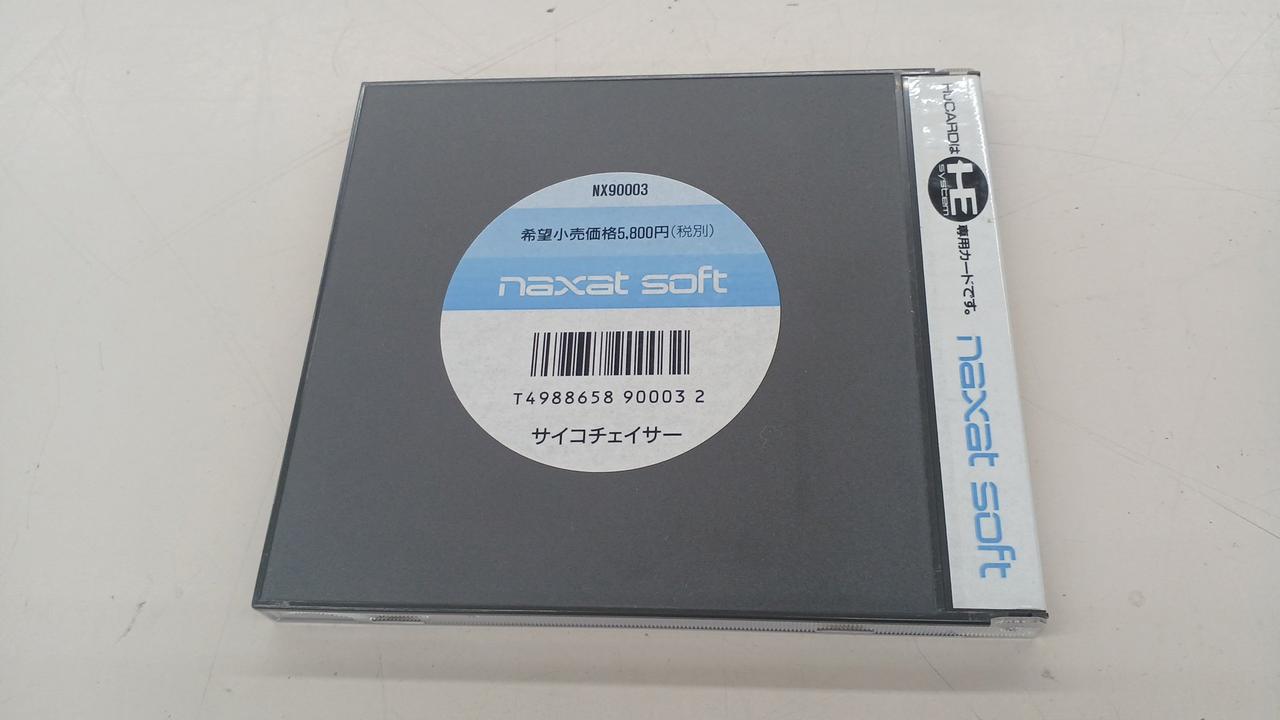 NX90003
希望小売価格5,800円(税別)
naxat soft
T4988658 90003 2
サイコチェイサー
HuCARDは
HE
SYSTEM
専用カードです。
naxat soft